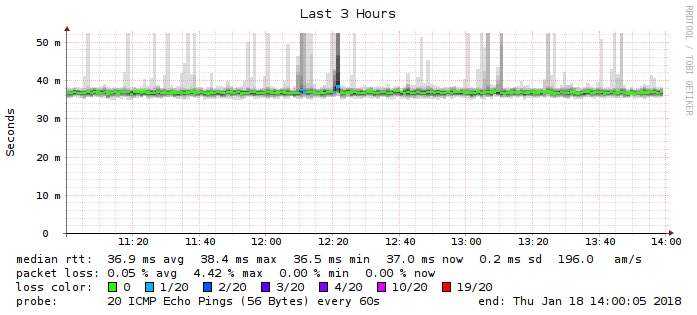 Last 3 Hours
RRDTOOL / TOBI OETIKER
Seconds
50 m
40 m
30 m
20 m
10 m
0
11:20 11:40 12:00 12:20 12:40 13:00 13:20 13:40 14:00
median rtt: 36.9 ms avg 38.4 ms max 36.5 ms min 37.0 ms now 0.2 ms sd 196.0 am/s
packet loss: 0.05 % avg 4.42 % max 0.00 % min 0.00 % now
loss color: 0 1/20 2/20 3/20 4/20 10/20 19/20
probe: 20 ICMP Echo Pings (56 Bytes) every 60s end: Thu Jan 18 14:00:05 2018